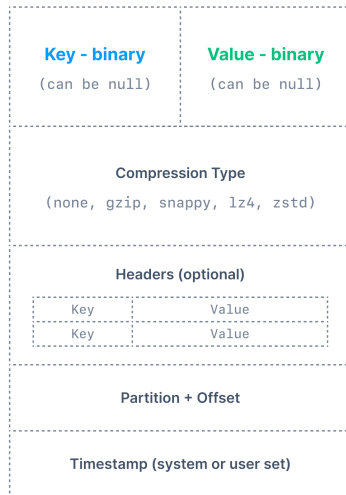 Key - binary
(can be null)
Value - binary
(can be null)
Compression Type
(none, gzip, snappy, lz4, zstd)
Headers (optional)
Key Value
Key Value
Partition + Offset
Timestamp (system or user set)